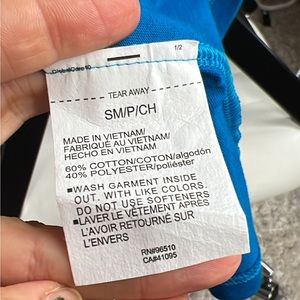 GlobalCare10
1/2
TEAR AWAY
SM/P/CH
MADE IN VIETNAM/
FABRIQUÉ AU VIETNAM/
HECHO EN VIETNAM
60% COTTON/COTON/algodón
40% POLYESTER/poliéster
■WASH GARMENT INSIDE
OUT. WITH LIKE COLORS.
DO NOT USE SOFTENERS
■LAVER LE VÊTEMENT APRÈS
L'AVOIR RETOURNÉ SUR
L'ENVERS
RN#96510
CA#41095